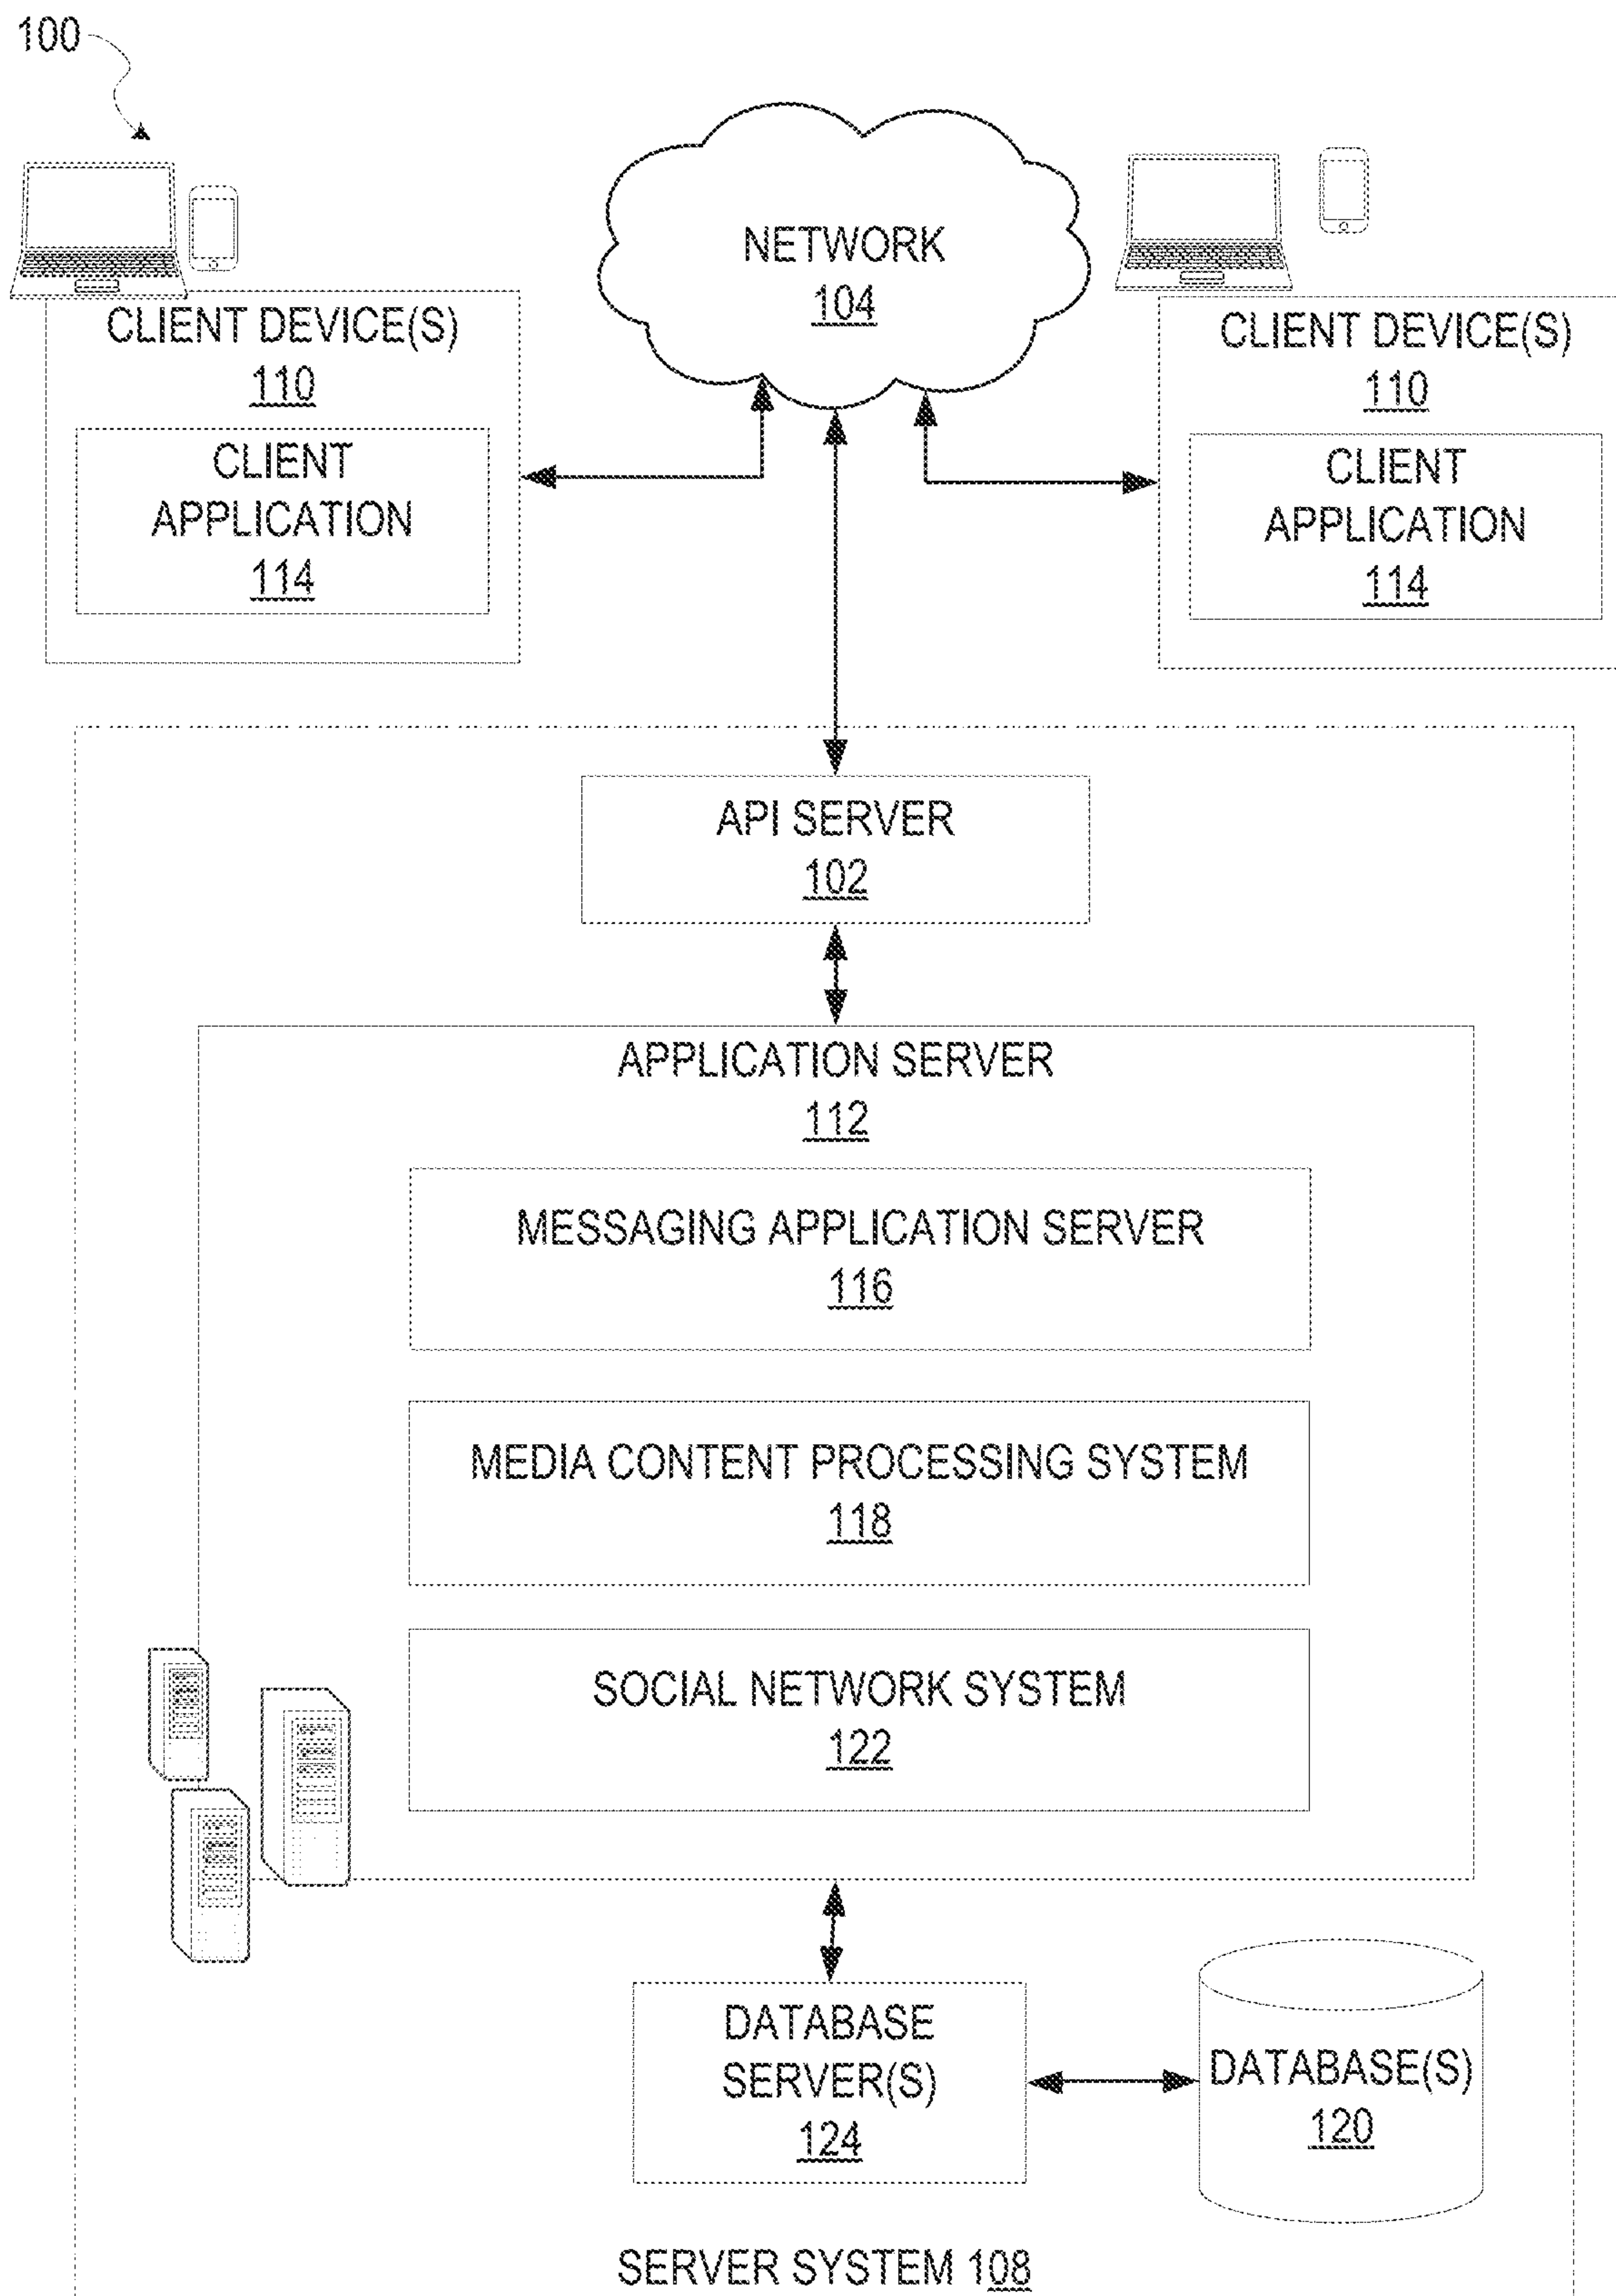 100
NETWORK
104
CLIENT DEVICE(S)
110
CLIENT
APPLICATION
114
CLIENT DEVICE(S)
110
CLIENT
APPLICATION
114
API SERVER
102
APPLICATION SERVER
112
MESSAGING APPLICATION SERVER
116
MEDIA CONTENT PROCESSING SYSTEM
118
SOCIAL NETWORK SYSTEM
122
DATABASE
SERVER(S)
124
DATABASE(S)
120
SERVER SYSTEM 108